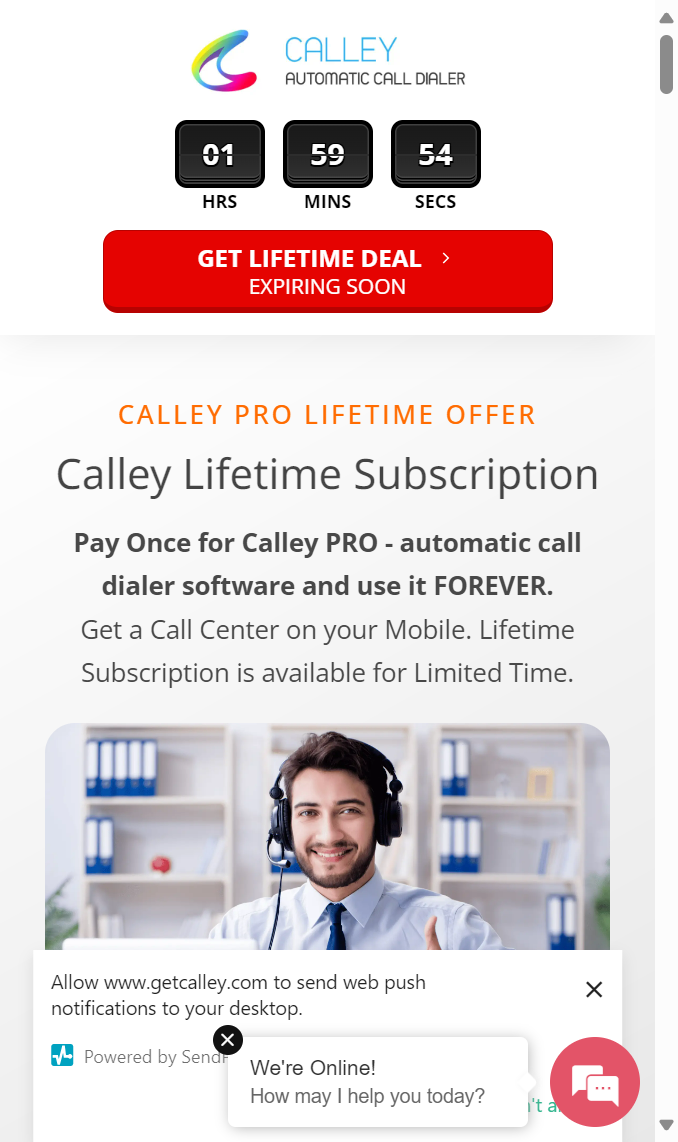 CALLEY
AUTOMATIC CALL DIALER
01 59 54
HRS MINS SECS
GET LIFETIME DEAL
EXPIRING SOON
CALLEY PRO LIFETIME OFFER
Calley Lifetime Subscription
Pay Once for Calley PRO - automatic call
dialer software and use it FOREVER.
Get a Call Center on your Mobile. Lifetime
Subscription is available for Limited Time.
Allow www.getcalley.com to send web push
notifications to your desktop.
Powered by
We're Online!
How may I help you today?